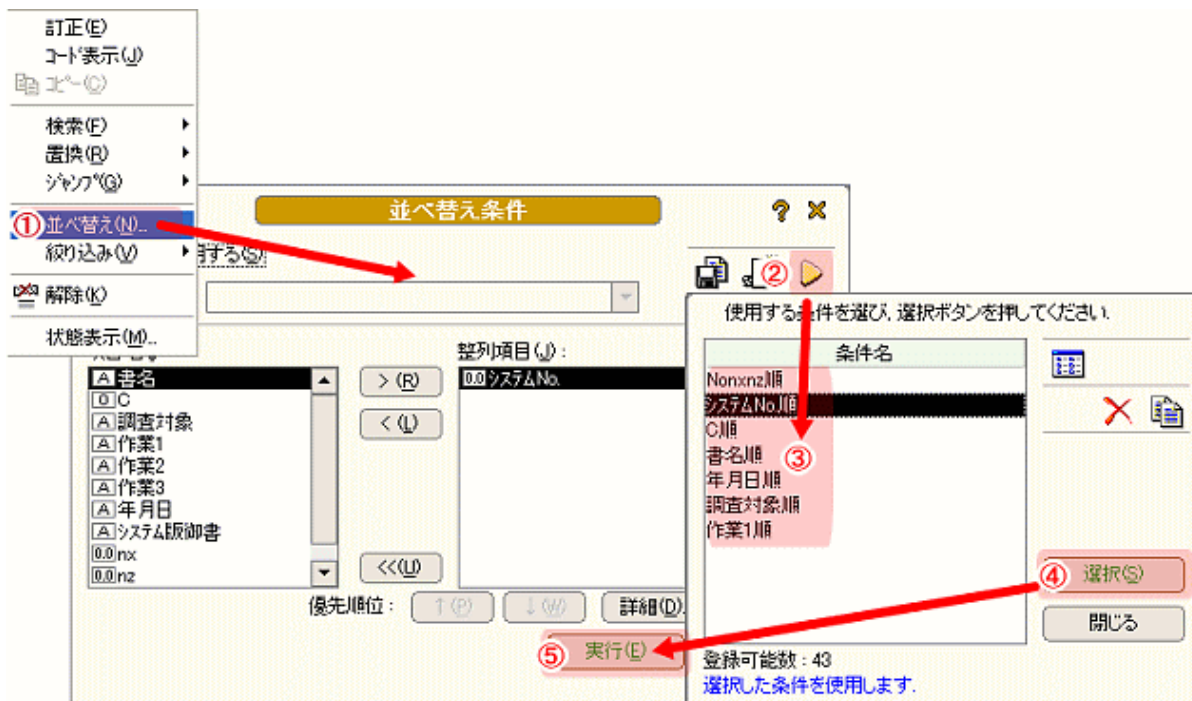 訂正(E)
コード表示(J)
コピー(C)
検索(F)
置換(R)
ジャンプ(G)
①並べ替え(N)...
絞り込み(V)
解除(K)
状態表示(M)...
並べ替え条件
用する(S)
②
整列項目(J):
A 書名
0 C
A 調査対象
A 作業1
A 作業2
A 作業3
A 年月日
A システム版御書
0.0 nx
0.0 nz
> (R)
< (L)
<<(U)
0.0 システムNo.
優先順位:
↑(P)
↓(W)
詳細(D)
⑤ 実行(E)
使用する条件を選び, 選択ボタンを押してください.
条件名
Nonxnz順
システムNo.順
C順
書名順
③
年月日順
調査対象順
作業1順
④ 選択(S)
閉じる
登録可能数:43
選択した条件を使用します.